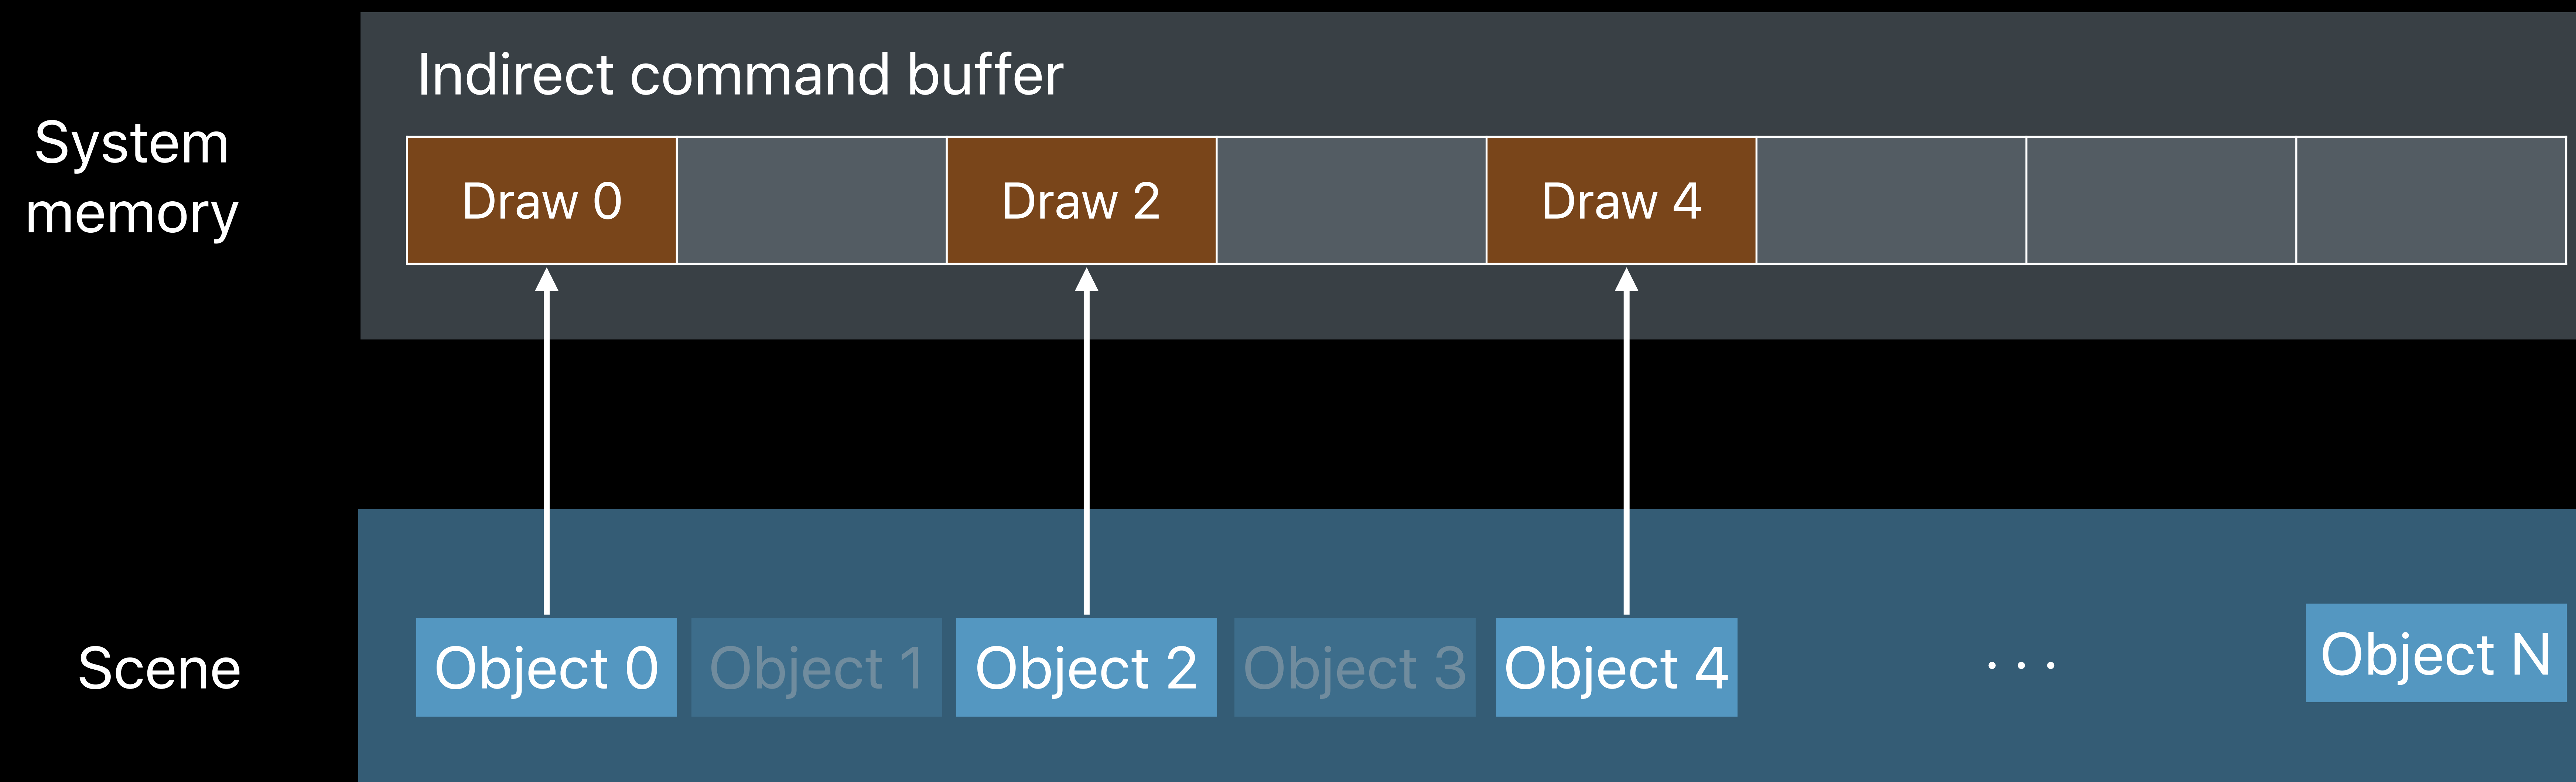 Indirect command buffer
System
memory
Draw 0
Draw 2
Draw 4
Scene
Object 0
Object 1
Object 2
Object 3
Object 4
. . .
Object N